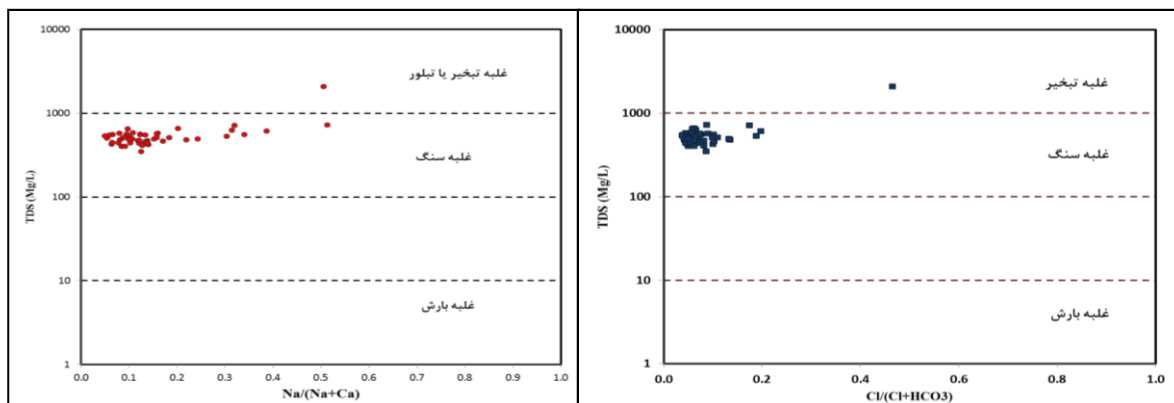 10000
1000
100
10
1
TDS (Mg/L)
غلبه تبخیر یا تبلور
غلبه سنگ
غلبه بارش
0.0 0.1 0.2 0.3 0.4 0.5 0.6 0.7 0.8 0.9 1.0
Na/(Na+Ca)
10000
1000
100
10
1
TDS (Mg/L)
غلبه تبخیر
غلبه سنگ
غلبه بارش
0.0 0.2 0.4 0.6 0.8 1.0
Cl/(Cl+HCO3)